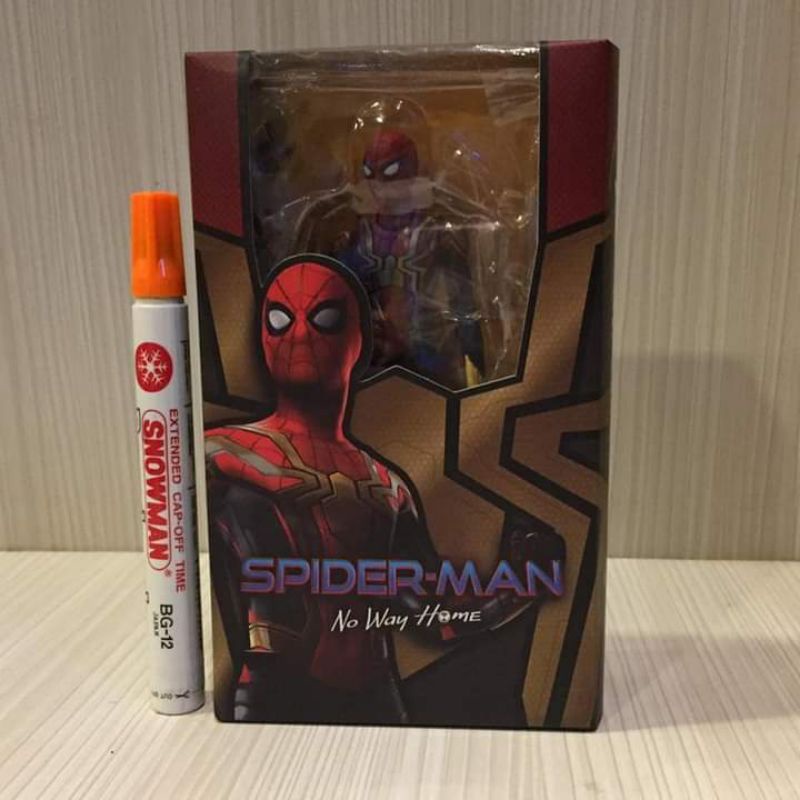 EXTENDED CAP-OFF TIME
SNOWMAN®
BG-12
SPIDER-MAN
No Way Home